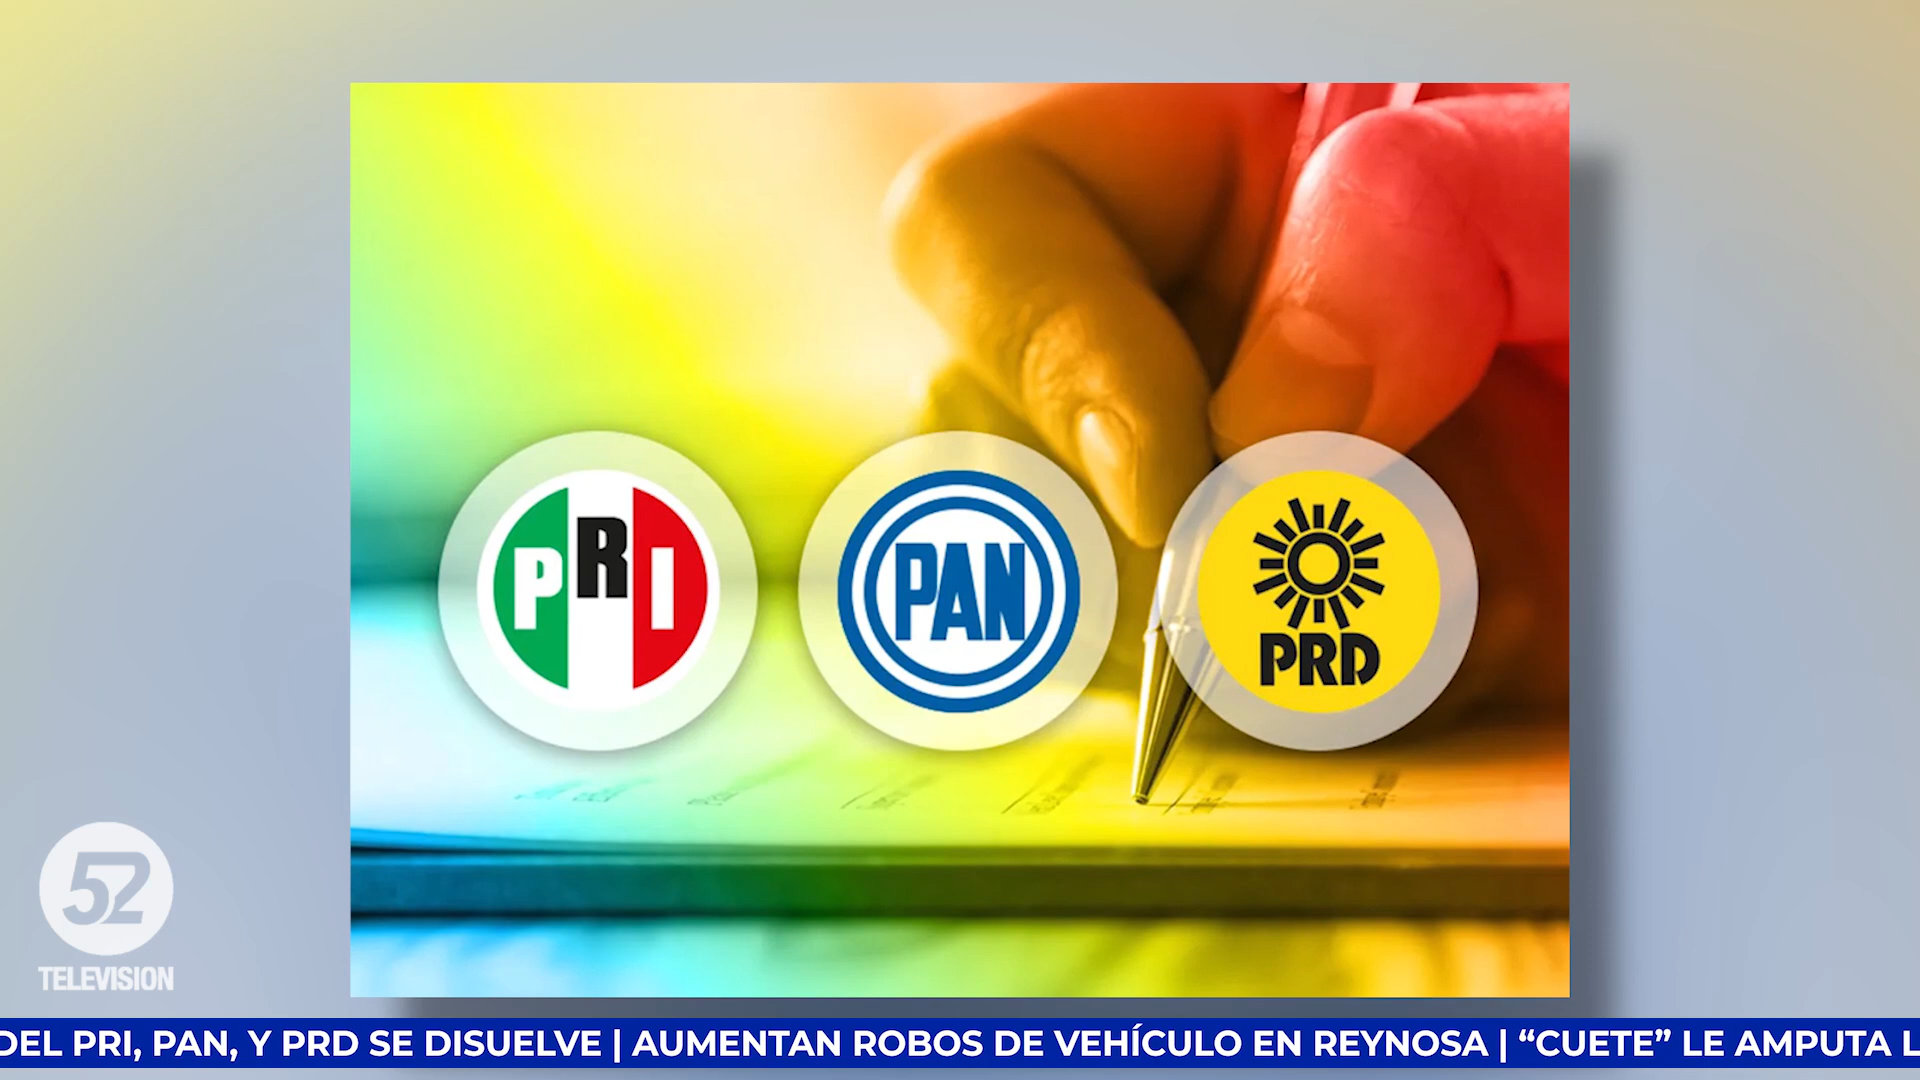 PRI
PAN
PRD
52
TELEVISION
DEL PRI, PAN, Y PRD SE DISUELVE | AUMENTAN ROBOS DE VEHÍCULO EN REYNOSA | “CUETE” LE AMPUTA L